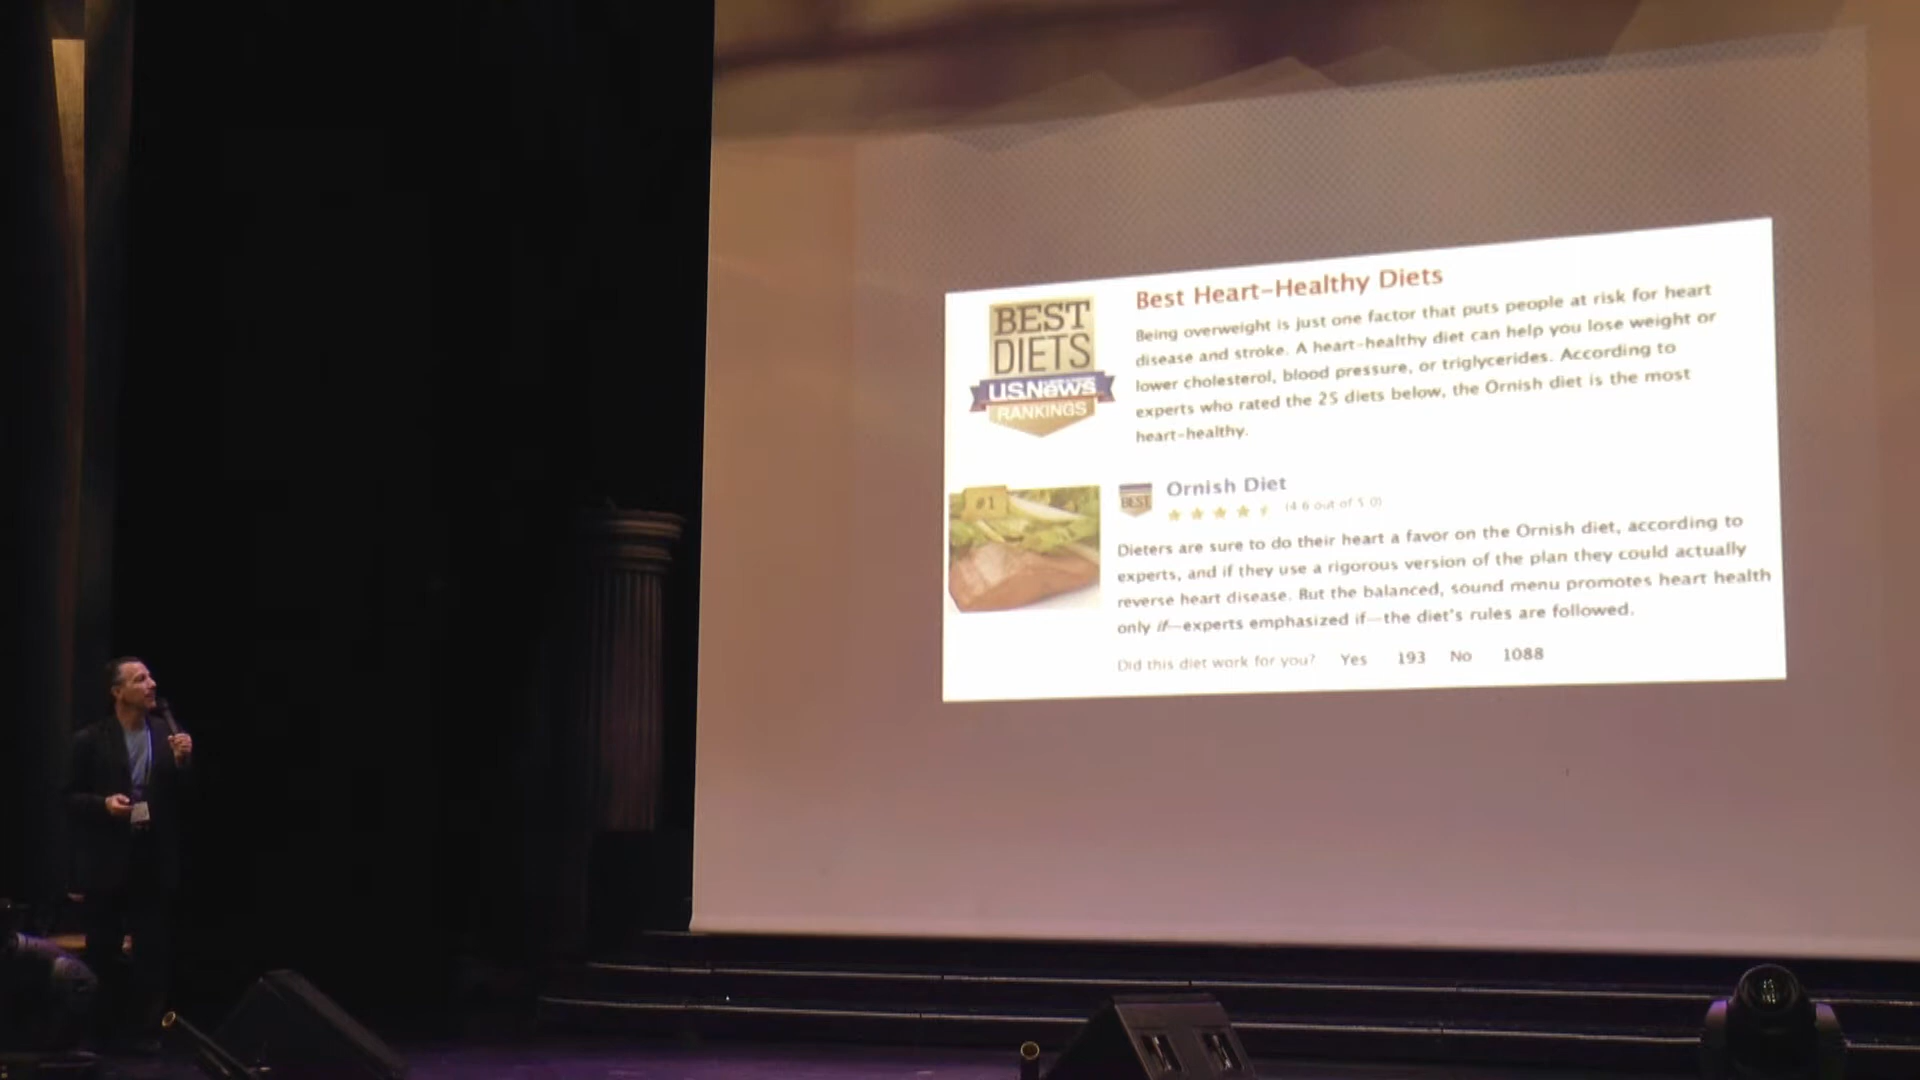 BEST
DIETS
U.S.News
RANKINGS
Best Heart-Healthy Diets
Being overweight is just one factor that puts people at risk for heart
disease and stroke. A heart-healthy diet can help you lose weight or
lower cholesterol, blood pressure, or triglycerides. According to
experts who rated the 25 diets below, the Ornish diet is the most
heart-healthy.
#1
BEST
Ornish Diet
(4.6 out of 5.0)
Dieters are sure to do their heart a favor on the Ornish diet, according to
experts, and if they use a rigorous version of the plan they could actually
reverse heart disease. But the balanced, sound menu promotes heart health
only if—experts emphasized if—the diet's rules are followed.
Did this diet work for you? Yes 193 No 1088